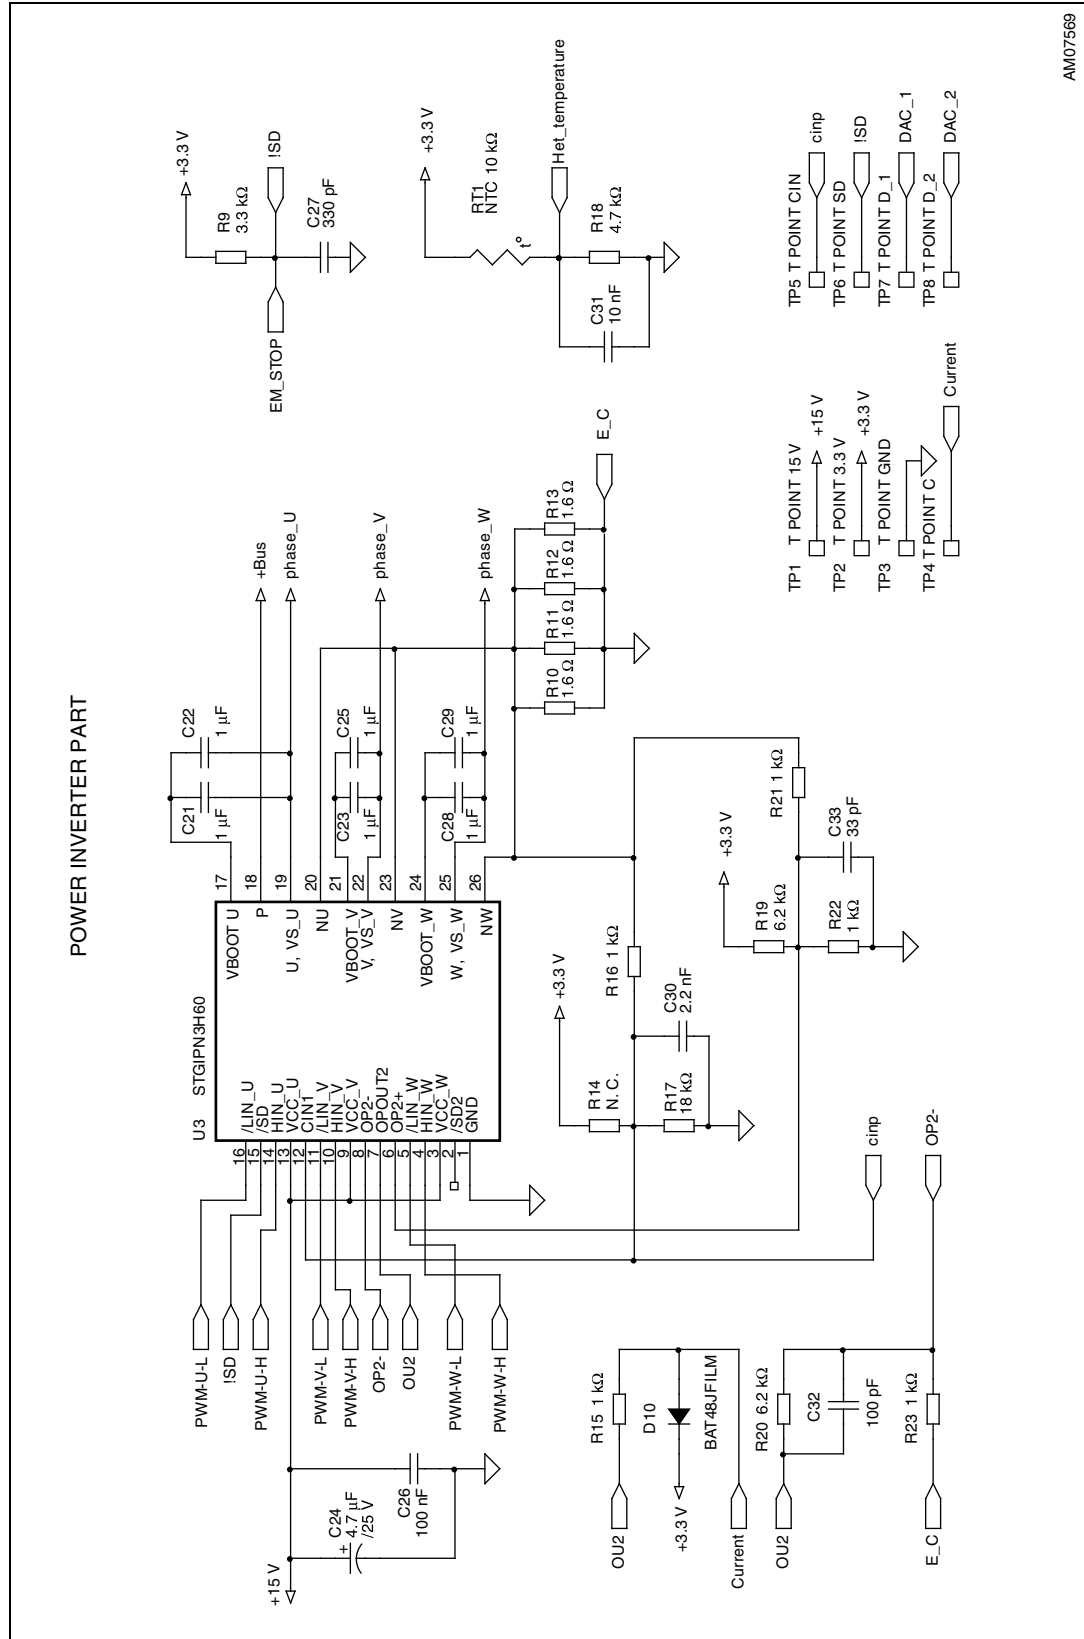 POWER INVERTER PART
U3
STGIPN3H60
16
/LIN_U
15
/SD
14
HIN_U
13
VCC_U
12
CIN1
11
/LIN_V
10
HIN_V
9
VCC_V
8
OP2-
7
OPOUT2
6
OP2+
5
/LIN_W
4
HIN_W
3
VCC_W
2
/SD2
1
GND
VBOOT U
17
P
18
U, VS_U
19
NU
20
VBOOT_V
21
V, VS_V
22
NV
23
VBOOT_W
24
W, VS_W
25
NW
26
PWM-U-L
!SD
PWM-U-H
PWM-V-L
PWM-V-H
OP2-
OU2
PWM-W-L
PWM-W-H
+15 V
C24
+
4.7 µF
/25 V
C26
100 nF
C21
1 µF
C22
1 µF
C23
1 µF
C25
1 µF
C28
1 µF
C29
1 µF
+Bus
phase_U
phase_V
phase_W
R10
1.6 Ω
R11
1.6 Ω
R12
1.6 Ω
R13
1.6 Ω
E_C
+3.3 V
R9
3.3 kΩ
EM_STOP
!SD
C27
330 pF
+3.3 V
RT1
NTC 10 kΩ
t°
Het_temperature
C31
10 nF
R18
4.7 kΩ
OU2
R15 1 kΩ
D10
+3.3 V
BAT48JFILM
Current
OU2
R20 6.2 kΩ
C32
100 pF
E_C
R23 1 kΩ
cinp
OP2-
+3.3 V
R14
N. C.
R16 1 kΩ
R17
18 kΩ
C30
2.2 nF
+3.3 V
R19
6.2 kΩ
R21 1 kΩ
R22
1 kΩ
C33
33 pF
TP1 T POINT 15 V
+15 V
TP2 T POINT 3.3 V
+3.3 V
TP3 T POINT GND
TP4 T POINT C
Current
TP5 T POINT CIN
cinp
TP6 T POINT SD
!SD
TP7 T POINT D_1
DAC_1
TP8 T POINT D_2
DAC_2
AM07569